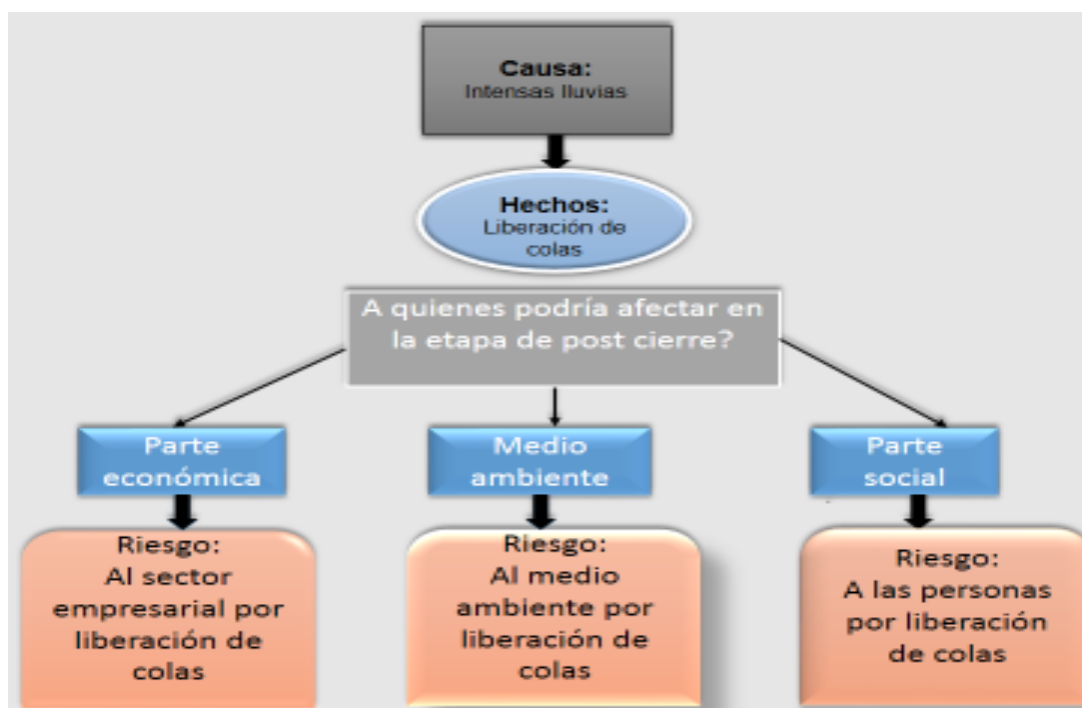 Causa:
Intensas lluvias
Hechos:
Liberación de
colas
A quienes podría afectar en
la etapa de post cierre?
Parte
económica
Medio
ambiente
Parte
social
Riesgo:
Al sector
empresarial por
liberación de
colas
Riesgo:
Al medio
ambiente por
liberación de
colas
Riesgo:
A las personas
por liberación
de colas